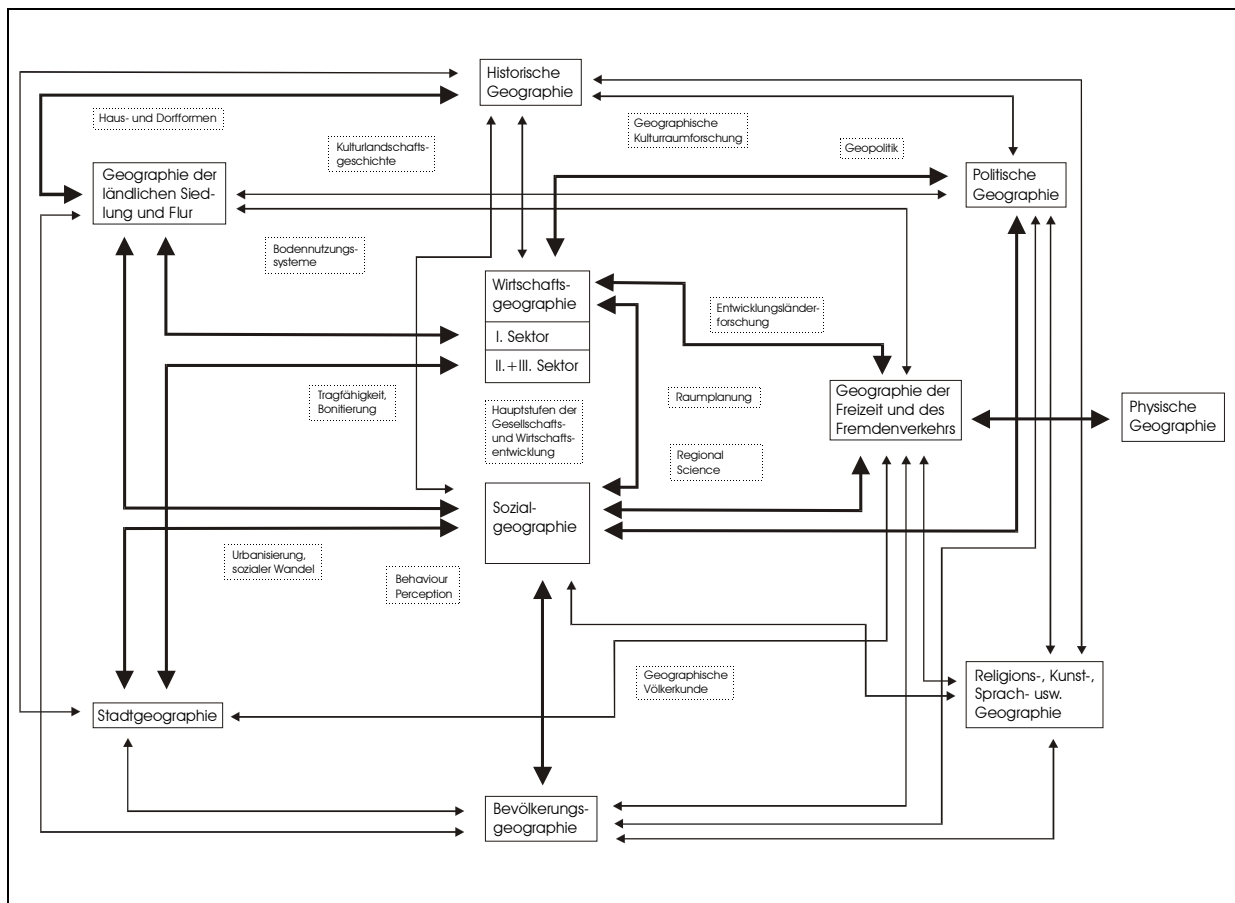 Historische
Geographie
Haus- und Dorfformen
Kulturlandschafts-
geschichte
Geographische
Kulturraumforschung
Geopolitik
Geographie der
ländlichen Sied-
lung und Flur
Politische
Geographie
Bodennutzungs-
systeme
Wirtschafts-
geographie
I. Sektor
II.+III. Sektor
Entwicklungsländer-
forschung
Tragfähigkeit,
Bonitierung
Hauptstufen der
Gesellschafts-
und Wirtschafts-
entwicklung
Raumplanung
Geographie der
Freizeit und des
Fremdenverkehrs
Physische
Geographie
Regional
Science
Sozial-
geographie
Urbanisierung,
sozialer Wandel
Behaviour
Perception
Geographische
Völkerkunde
Religions-, Kunst-,
Sprach- usw.
Geographie
Stadtgeographie
Bevölkerungs-
geographie